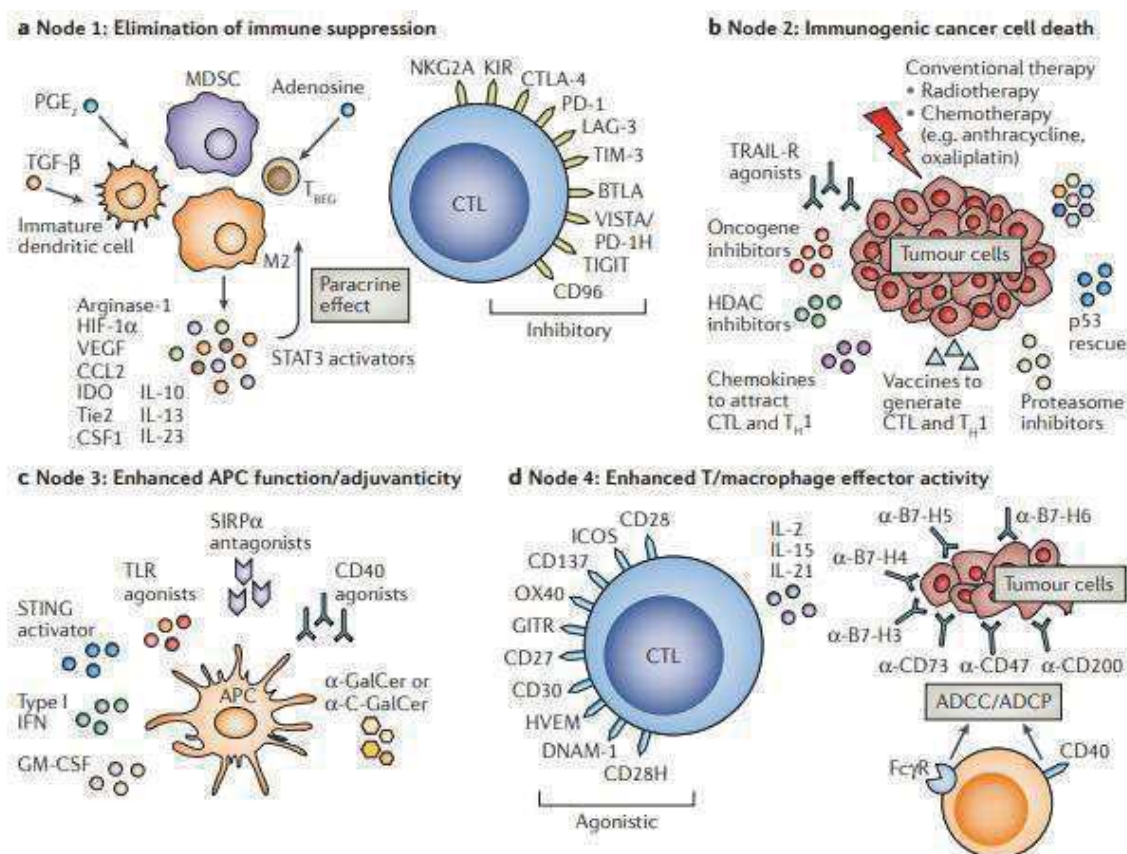 a Node 1: Elimination of immune suppression
PGE2
MDSC
Adenosine
TGF-β
TREG
Immature
dendritic cell
M2
Arginase-1
HIF-1α
VEGF
CCL2
IDO IL-10
Tie2 IL-13
CSF1 IL-23
Paracrine
effect
STAT3 activators
NKG2A KIR
CTLA-4
PD-1
LAG-3
TIM-3
BTLA
VISTA/
PD-1H
TIGIT
CD96
CTL
Inhibitory
b Node 2: Immunogenic cancer cell death
Conventional therapy
• Radiotherapy
• Chemotherapy
(e.g. anthracycline,
oxaliplatin)
TRAIL-R
agonists
Oncogene
inhibitors
Tumour cells
HDAC
inhibitors
p53
rescue
Chemokines
to attract
CTL and TH1
Vaccines to
generate
CTL and TH1
Proteasome
inhibitors
c Node 3: Enhanced APC function/adjuvanticity
SIRPα
antagonists
TLR
agonists
CD40
agonists
STING
activator
APC
Type I
IFN
α-GalCer or
α-C-GalCer
GM-CSF
d Node 4: Enhanced T/macrophage effector activity
CD28
ICOS
CD137
OX40
GITR
CD27
CD30
HVEM
DNAM-1
CD28H
CTL
Agonistic
IL-2
IL-15
IL-21
α-B7-H5
α-B7-H6
α-B7-H4
Tumour cells
α-B7-H3
α-CD73 α-CD47 α-CD200
ADCC/ADCP
FcγR
CD40